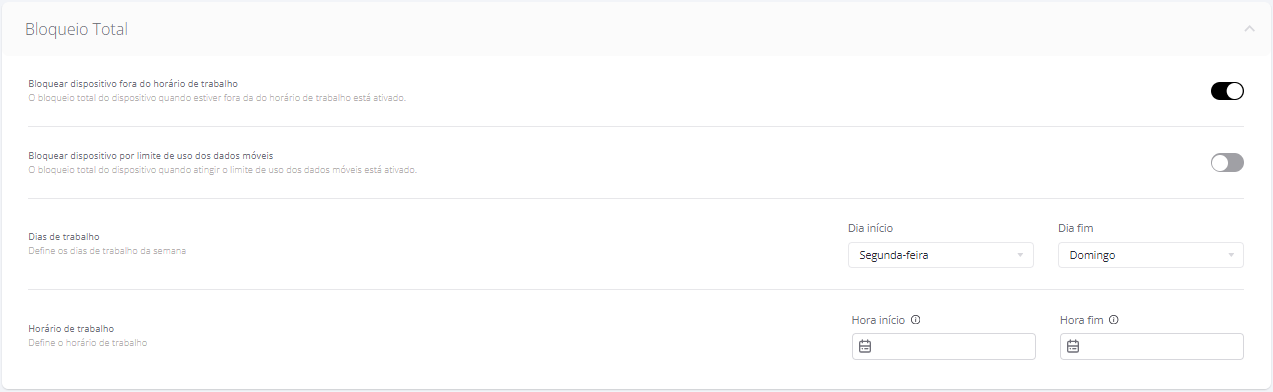 Bloqueio Total
Bloquear dispositivo fora do horário de trabalho
O bloqueio total do dispositivo quando estiver fora da do horário de trabalho está ativado.
Bloquear dispositivo por limite de uso dos dados móveis
O bloqueio total do dispositivo quando atingir o limite de uso dos dados móveis está ativado.
Dia início
Dia fim
Dias de trabalho
Define os dias de trabalho da semana
Segunda-feira
Domingo
Hora início
Hora fim
Horário de trabalho
Define o horário de trabalho